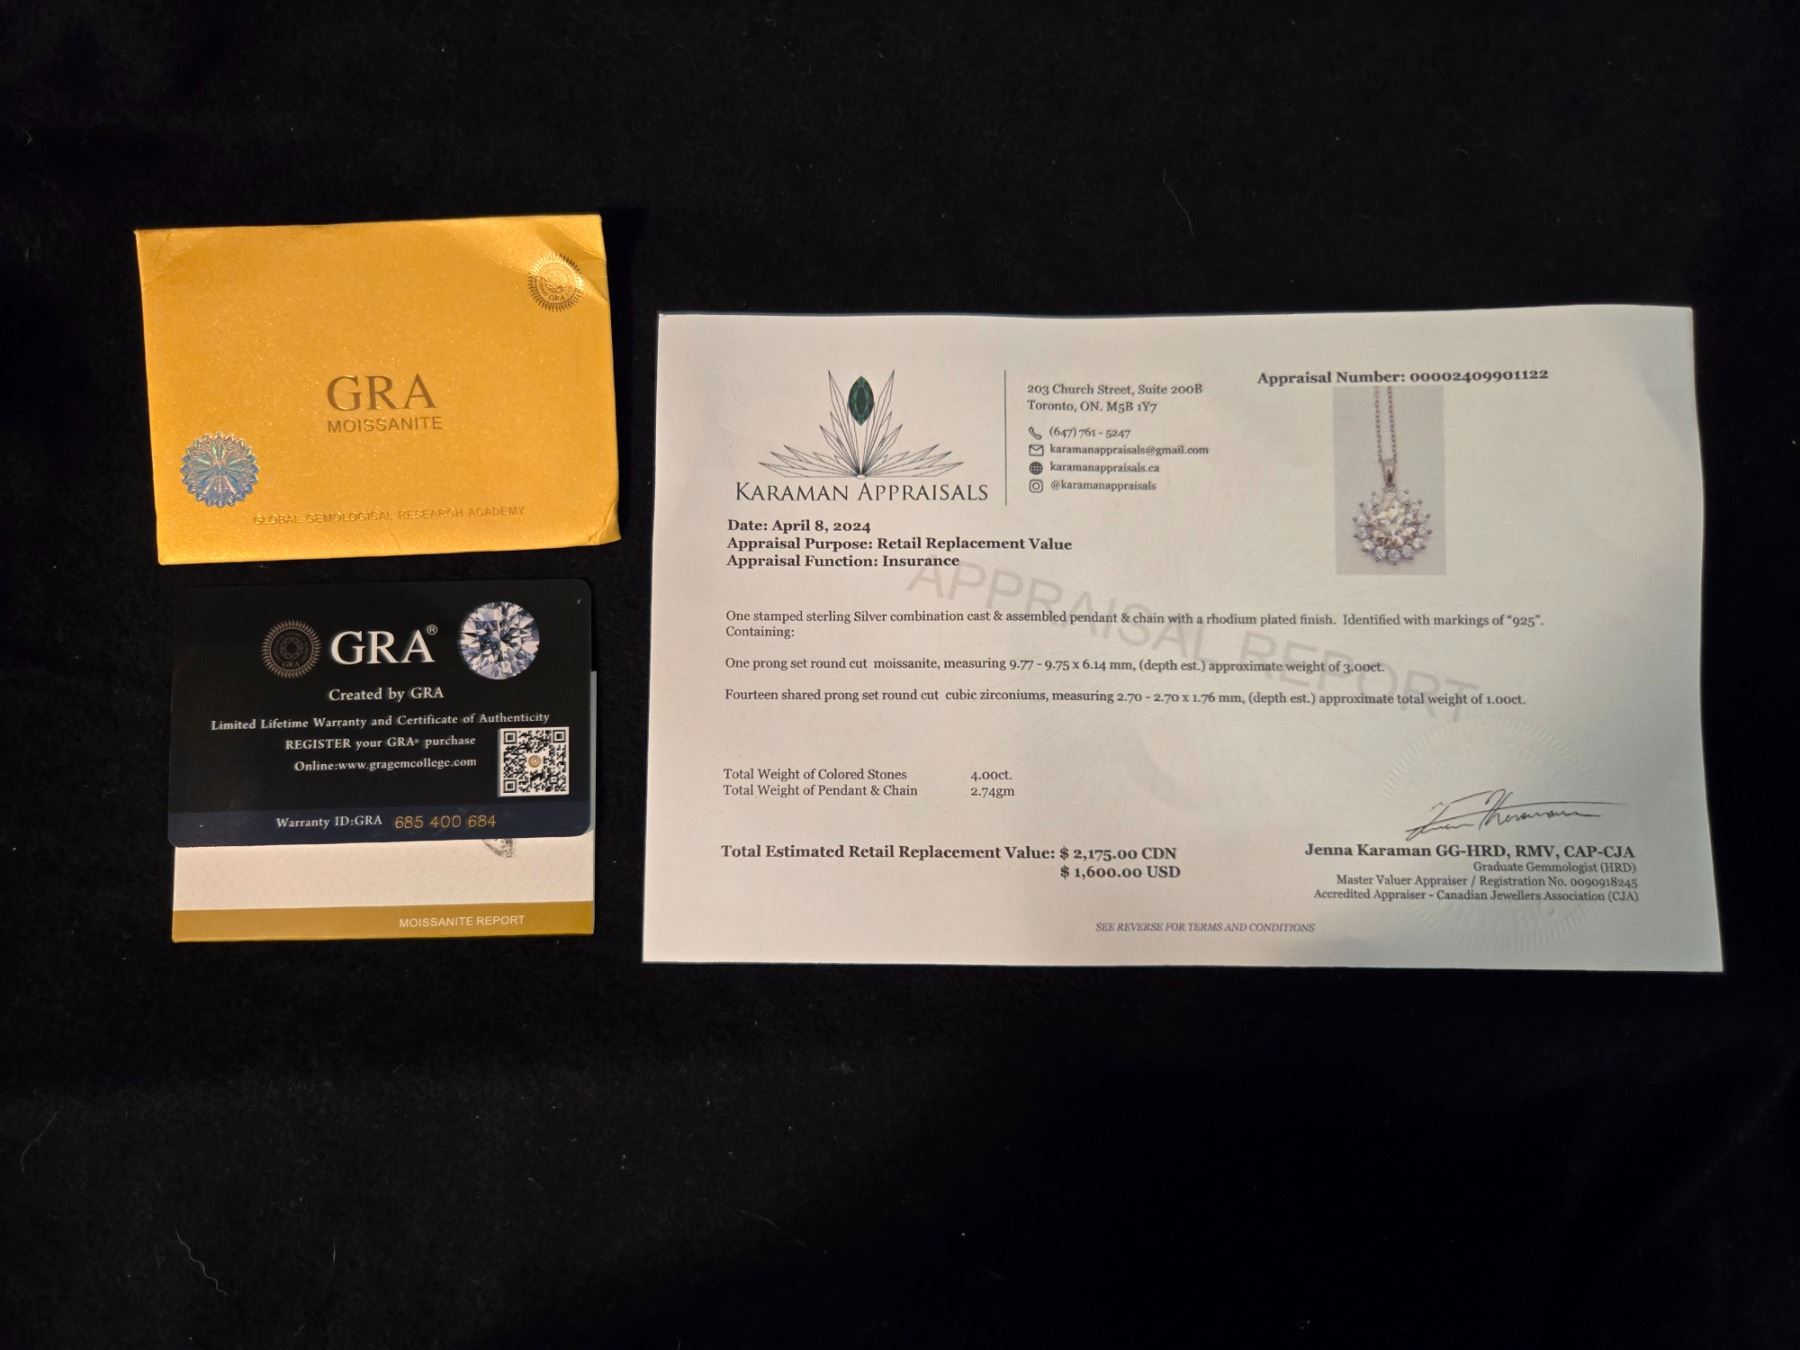 GRA
GRA
MOISSANITE
GLOBAL GEMOLOGICAL RESEARCH ACADEMY
GRA
GRA®
Created by GRA
Limited Lifetime Warranty and Certificate of Authenticity
REGISTER your GRA® purchase
Online:www.gragemcollege.com
Warranty ID:GRA 685 400 684
MOISSANITE REPORT
KARAMAN APPRAISALS
203 Church Street, Suite 200B
Toronto, ON. M5B 1Y7
(647) 761 - 5247
karamanappraisals@gmail.com
karamanappraisals.ca
@karamanappraisals
Appraisal Number: 00002409901122
Date: April 8, 2024
Appraisal Purpose: Retail Replacement Value
Appraisal Function: Insurance
APPRAISAL REPORT
One stamped sterling Silver combination cast & assembled pendant & chain with a rhodium plated finish. Identified with markings of "925".
Containing:
One prong set round cut moissanite, measuring 9.77 - 9.75 x 6.14 mm, (depth est.) approximate weight of 3.00ct.
Fourteen shared prong set round cut cubic zirconiums, measuring 2.70 - 2.70 x 1.76 mm, (depth est.) approximate total weight of 1.00ct.
Total Weight of Colored Stones 4.00ct.
Total Weight of Pendant & Chain 2.74gm
Total Estimated Retail Replacement Value: $ 2,175.00 CDN
$ 1,600.00 USD
Jenna Karaman GG-HRD, RMV, CAP-CJA
Graduate Gemmologist (HRD)
Master Valuer Appraiser / Registration No. 0090918245
Accredited Appraiser - Canadian Jewellers Association (CJA)
SEE REVERSE FOR TERMS AND CONDITIONS